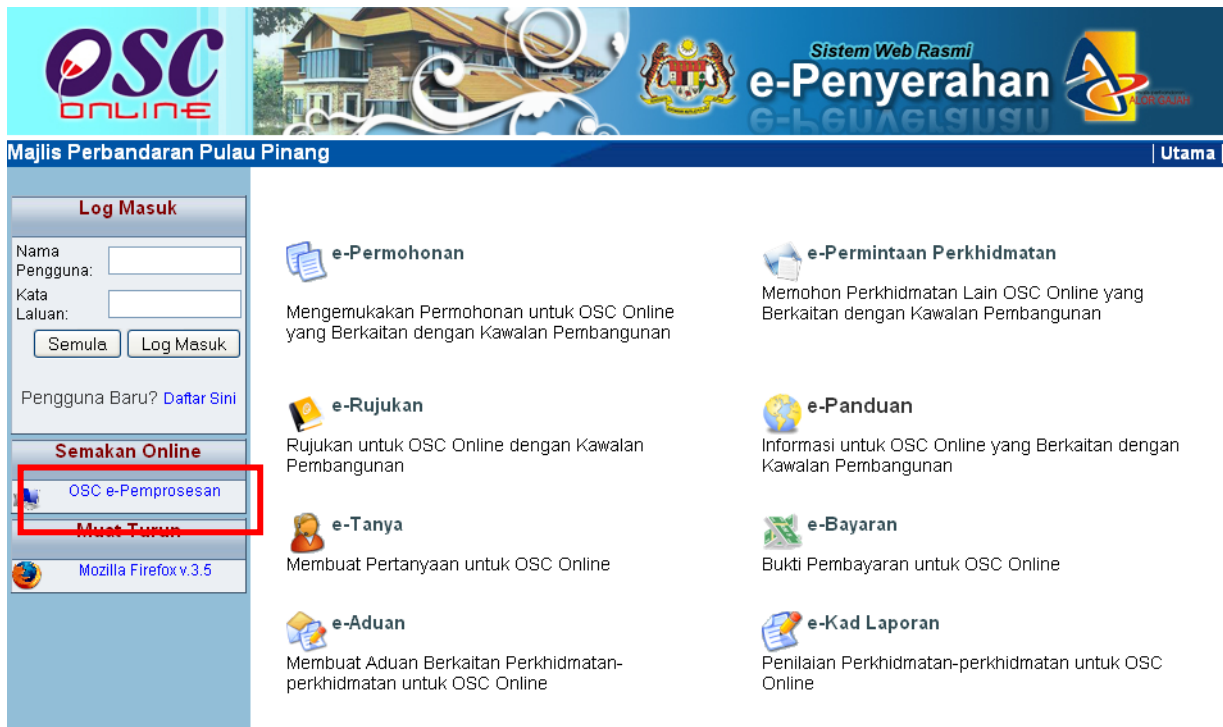 OSC
ONLINE
Sistem Web Rasmi
e-Penyerahan
ALOR GAJAH
Majlis Perbandaran Pulau Pinang
| Utama |
Log Masuk
Nama
Pengguna:
Kata
Laluan:
Semula
Log Masuk
Pengguna Baru? Daftar Sini
Semakan Online
OSC e-Pemprosesan
Muat Turun
Mozilla Firefox v.3.5
e-Permohonan
Mengemukakan Permohonan untuk OSC Online
yang Berkaitan dengan Kawalan Pembangunan
e-Permintaan Perkhidmatan
Memohon Perkhidmatan Lain OSC Online yang
Berkaitan dengan Kawalan Pembangunan
e-Rujukan
Rujukan untuk OSC Online dengan Kawalan
Pembangunan
e-Panduan
Informasi untuk OSC Online yang Berkaitan dengan
Kawalan Pembangunan
e-Tanya
Membuat Pertanyaan untuk OSC Online
e-Bayaran
Bukti Pembayaran untuk OSC Online
e-Aduan
Membuat Aduan Berkaitan Perkhidmatan-
perkhidmatan untuk OSC Online
e-Kad Laporan
Penilaian Perkhidmatan-perkhidmatan untuk OSC
Online